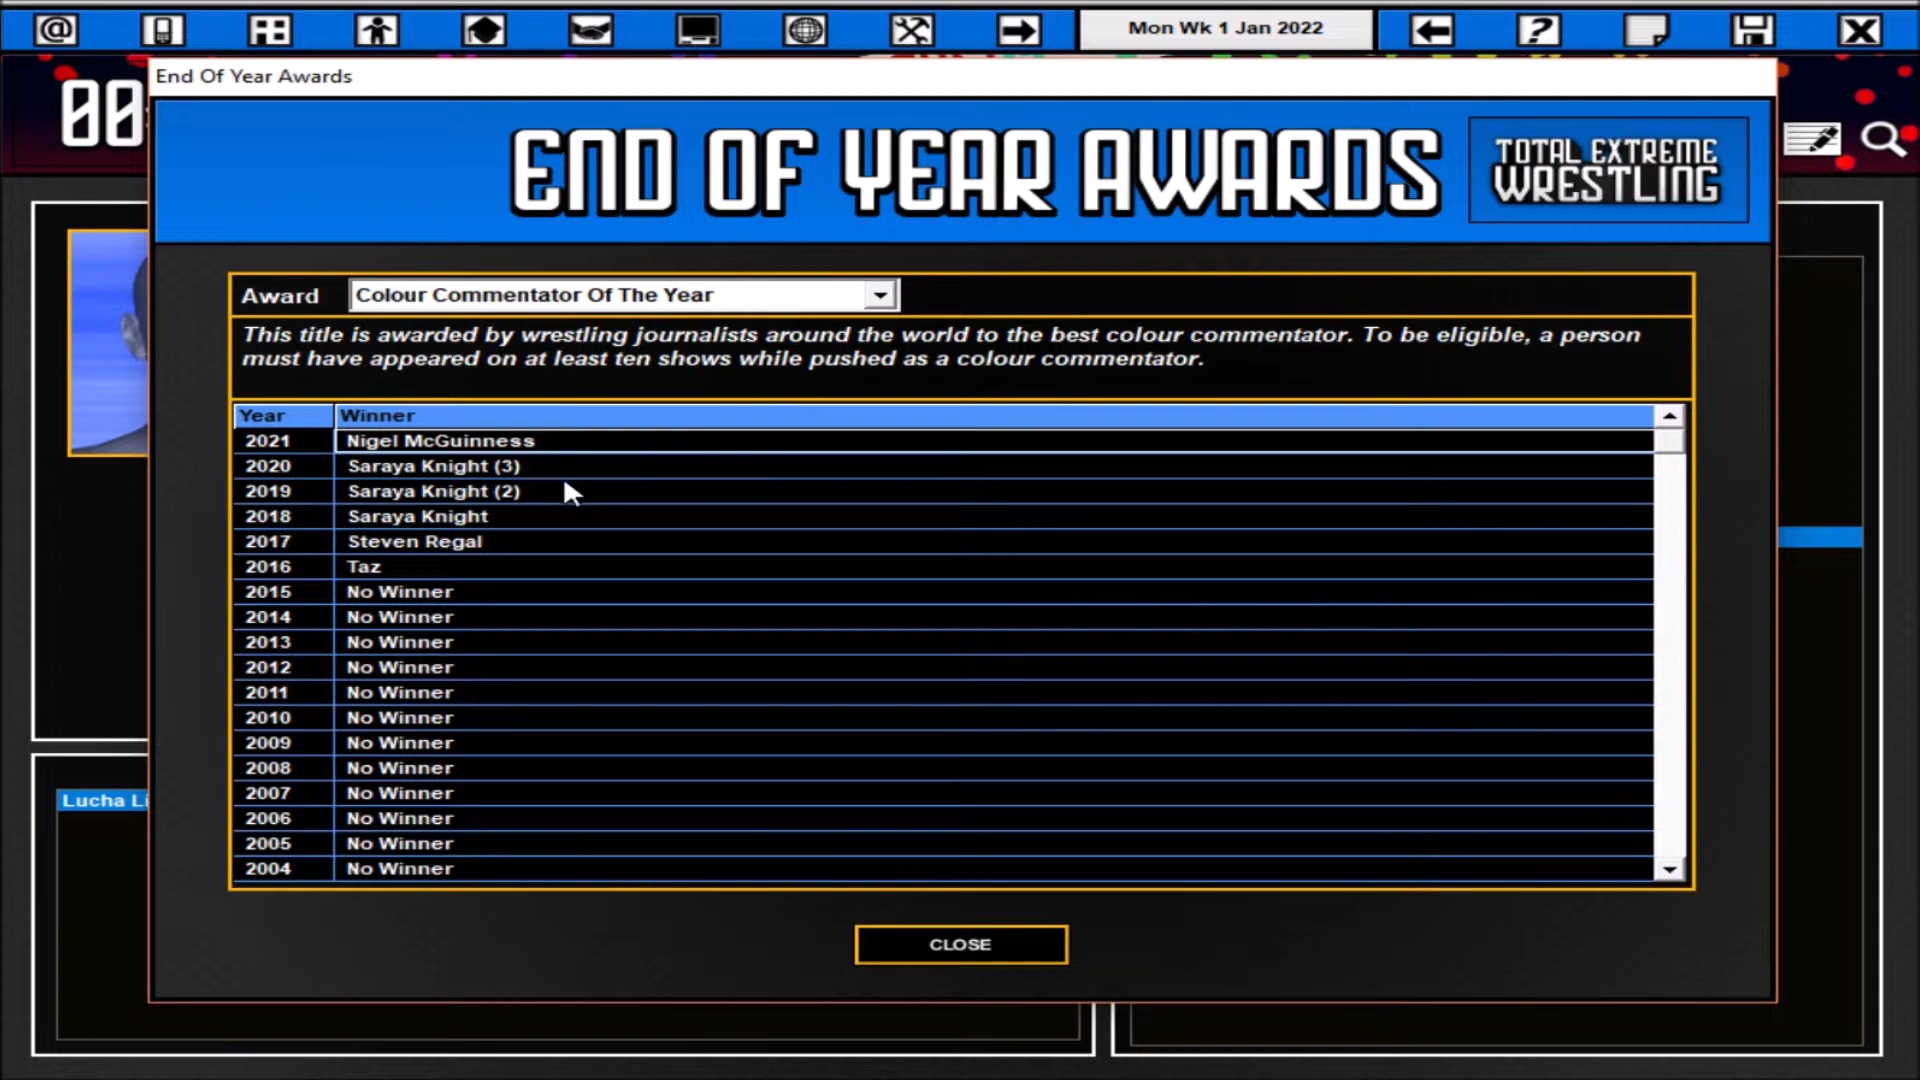 @
?
Mon Wk 1 Jan 2022
X
End Of Year Awards
00
END OF YEAR AWARDS
TOTAL EXTREME
WRESTLING
Award
Colour Commentator Of The Year
This title is awarded by wrestling journalists around the world to the best colour commentator. To be eligible, a person
must have appeared on at least ten shows while pushed as a colour commentator.
Year Winner
2021 Nigel McGuinness
2020 Saraya Knight (3)
2019 Saraya Knight (2)
2018 Saraya Knight
2017 Steven Regal
2016 Taz
2015 No Winner
2014 No Winner
2013 No Winner
2012 No Winner
2011 No Winner
2010 No Winner
2009 No Winner
2008 No Winner
2007 No Winner
2006 No Winner
2005 No Winner
2004 No Winner
Lucha Li
CLOSE